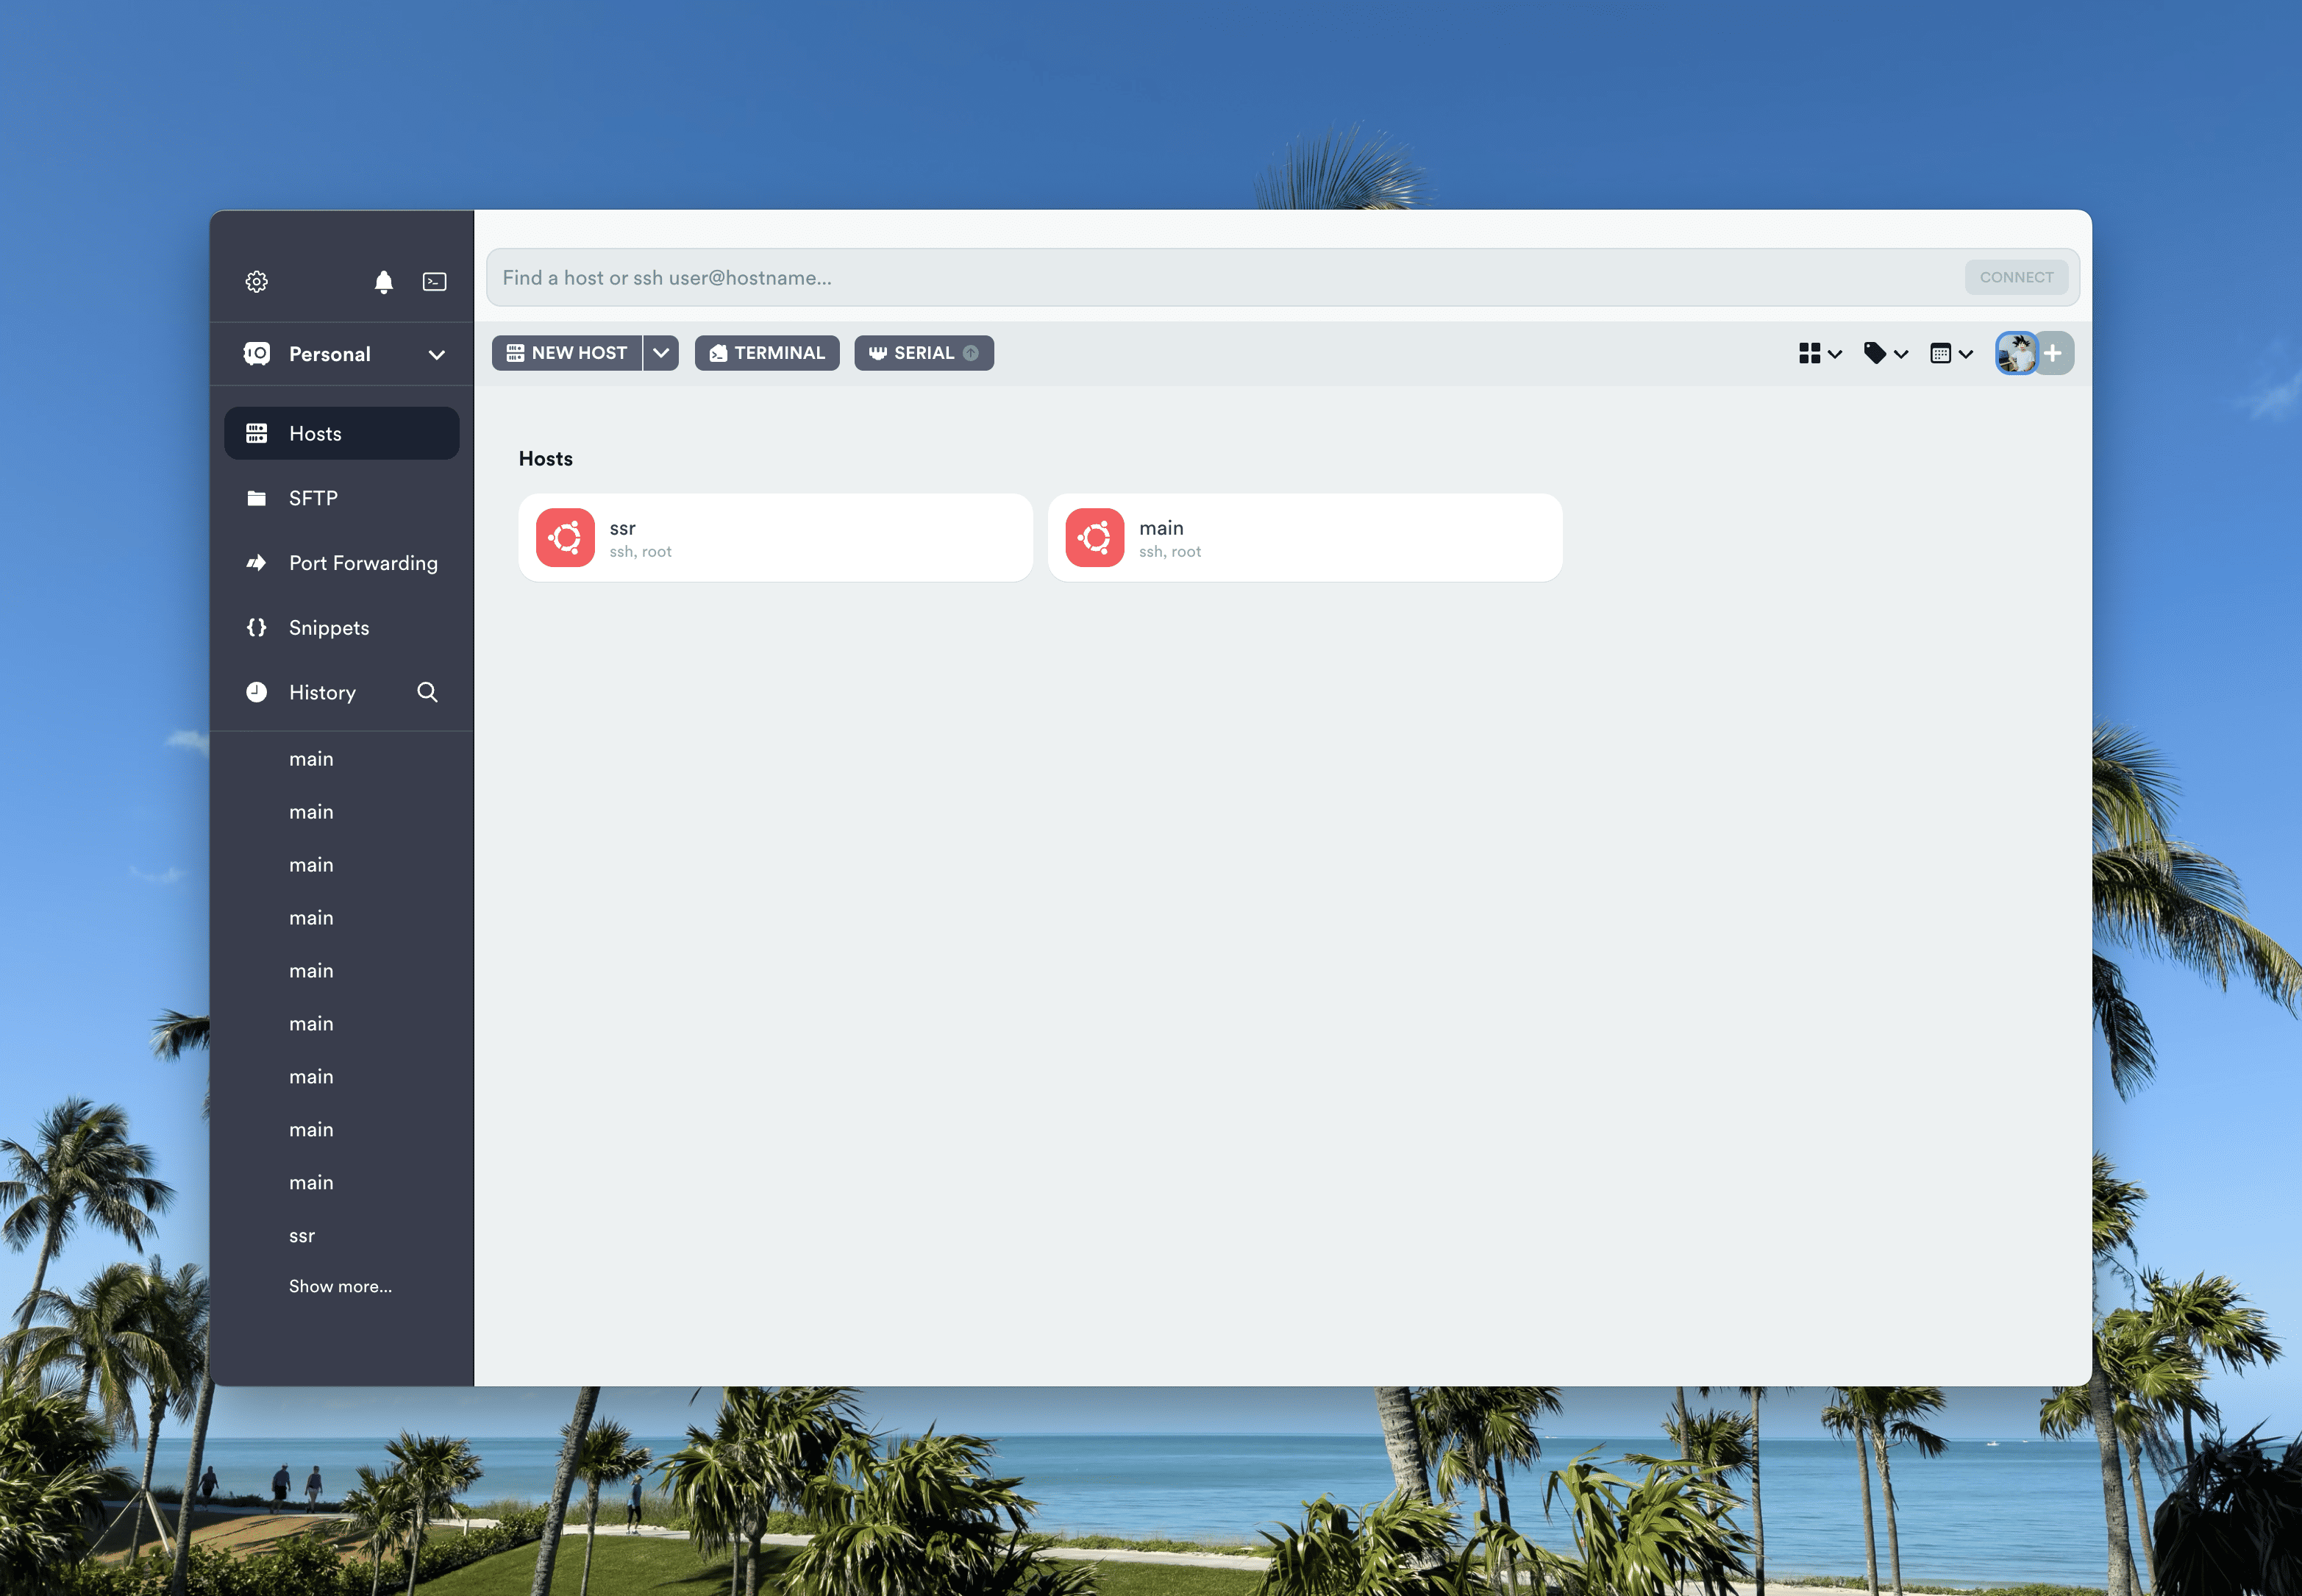 Find a host or ssh user@hostname...
CONNECT
Personal
NEW HOST
TERMINAL
SERIAL
Hosts
SFTP
Port Forwarding
Snippets
History
main
main
main
main
main
main
main
main
main
ssr
Show more...
Hosts
ssr
ssh, root
main
ssh, root